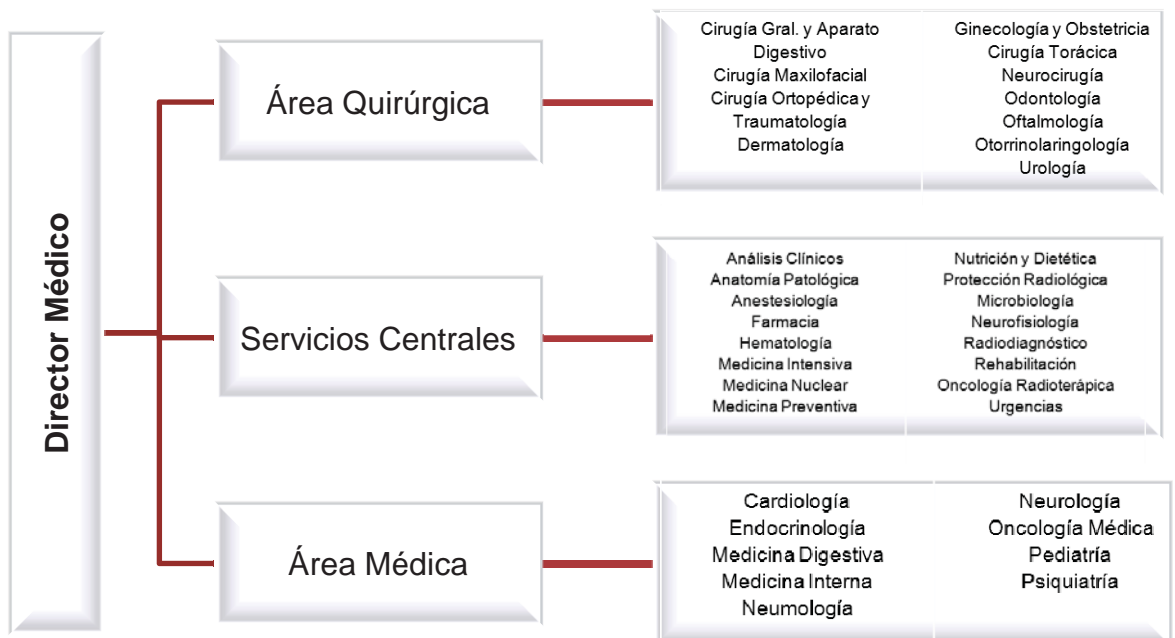 Director Médico
Área Quirúrgica
Cirugía Gral. y Aparato
Digestivo
Cirugía Maxilofacial
Cirugía Ortopédica y
Traumatología
Dermatología
Ginecología y Obstetricia
Cirugía Torácica
Neurocirugía
Odontología
Oftalmología
Otorrinolaringología
Urología
Servicios Centrales
Análisis Clínicos
Anatomía Patológica
Anestesiología
Farmacia
Hematología
Medicina Intensiva
Medicina Nuclear
Medicina Preventiva
Nutrición y Dietética
Protección Radiológica
Microbiología
Neurofisiología
Radiodiagnóstico
Rehabilitación
Oncología Radioterápica
Urgencias
Área Médica
Cardiología
Endocrinología
Medicina Digestiva
Medicina Interna
Neumología
Neurología
Oncología Médica
Pediatría
Psiquiatría